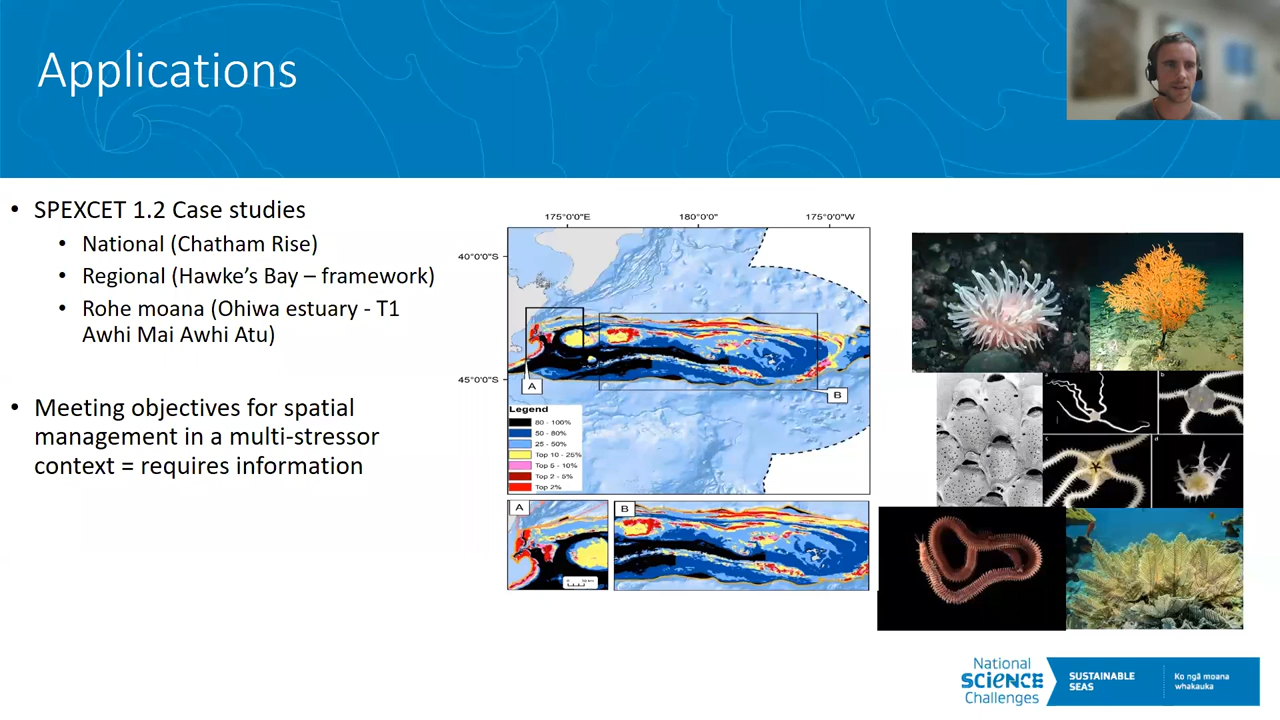 Applications
• SPEXCET 1.2 Case studies
• National (Chatham Rise)
• Regional (Hawke's Bay – framework)
• Rohe moana (Ohiwa estuary - T1
Awhi Mai Awhi Atu)
• Meeting objectives for spatial
management in a multi-stressor
context = requires information
175°0'0"E 180°0'0" 175°0'0"W
40°0'0"S
45°0'0"S
A
B
Legend
80 - 100%
50 - 80%
25 - 50%
Top 10 - 25%
Top 5 - 10%
Top 2 - 5%
Top 2%
A
B
a
b
c
d
National
SCIENCE
Challenges
SUSTAINABLE
SEAS
Ko ngā moana
whakauka